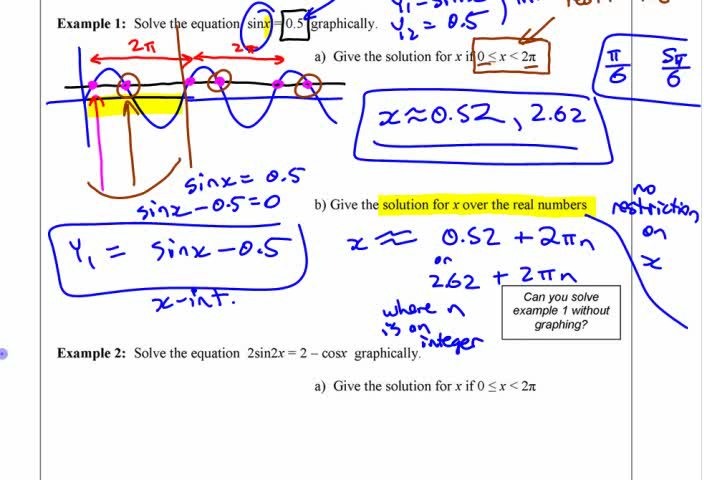 Example 1: Solve the equation sinx = 0.5 graphically.
Y₂ = 0.5
2π
a) Give the solution for x if 0 ≤ x < 2π
π/6 5π/6
x ≈ 0.52, 2.62
sinx = 0.5
sinx - 0.5 = 0
Y₁ = sinx - 0.5
x-int.
b) Give the solution for x over the real numbers
no
restriction
on
x
x ≈ 0.52 + 2πn
or
2.62 + 2πn
where n
is an
integer
Can you solve
example 1 without
graphing?
Example 2: Solve the equation 2sin2x = 2 – cosx graphically.
a) Give the solution for x if 0 ≤ x < 2π